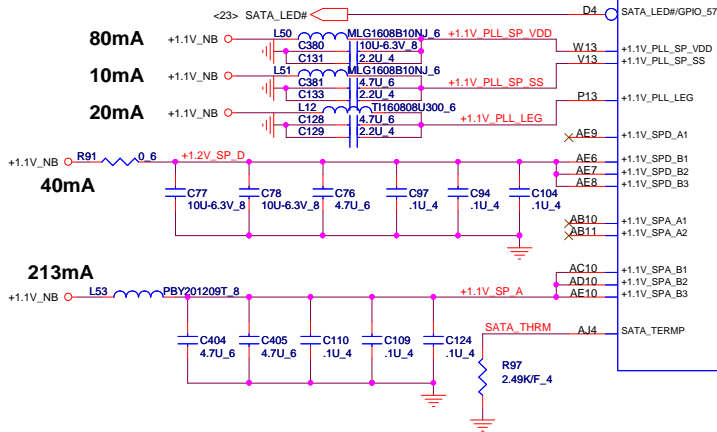 D4 SATA_LED#/GPIO_57
<23> SATA_LED#
80mA +1.1V_NB L50 MLG1608B10NJ_6 +1.1V_PLL_SP_VDD
C380 10U-6.3V_8
C131 2.2U_4
W13 +1.1V_PLL_SP_VDD
V13 +1.1V_PLL_SP_SS
10mA +1.1V_NB L51 MLG1608B10NJ_6 +1.1V_PLL_SP_SS
C381 4.7U_6
C133 2.2U_4
P13 +1.1V_PLL_LEG
20mA +1.1V_NB L12 TI160808U300_6
C128 4.7U_6 +1.1V_PLL_LEG
C129 2.2U_4
AE9 +1.1V_SPD_A1
+1.1V_NB R91 0_6 +1.2V_SP_D
AE6 +1.1V_SPD_B1
AE7 +1.1V_SPD_B2
AE8 +1.1V_SPD_B3
40mA
C77 C78 C76 C97 C94 C104
10U-6.3V_8 10U-6.3V_8 4.7U_6 .1U_4 .1U_4 .1U_4
AB10 +1.1V_SPA_A1
AB11 +1.1V_SPA_A2
213mA
AC10 +1.1V_SPA_B1
AD10 +1.1V_SPA_B2
+1.1V_NB L53 PBY201209T_8 +1.1V_SP_A AE10 +1.1V_SPA_B3
SATA_THRM AJ4 SATA_TERMP
C404 C405 C110 C109 C124
4.7U_6 4.7U_6 .1U_4 .1U_4 .1U_4
R97
2.49K/F_4